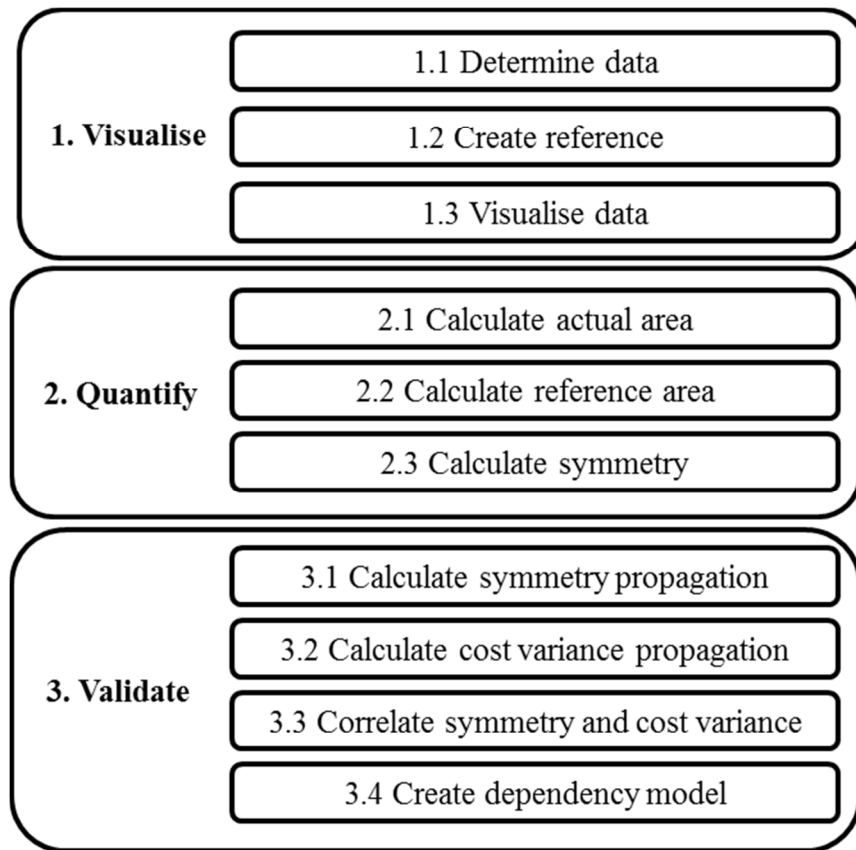 1. Visualise
1.1 Determine data
1.2 Create reference
1.3 Visualise data
2. Quantify
2.1 Calculate actual area
2.2 Calculate reference area
2.3 Calculate symmetry
3. Validate
3.1 Calculate symmetry propagation
3.2 Calculate cost variance propagation
3.3 Correlate symmetry and cost variance
3.4 Create dependency model